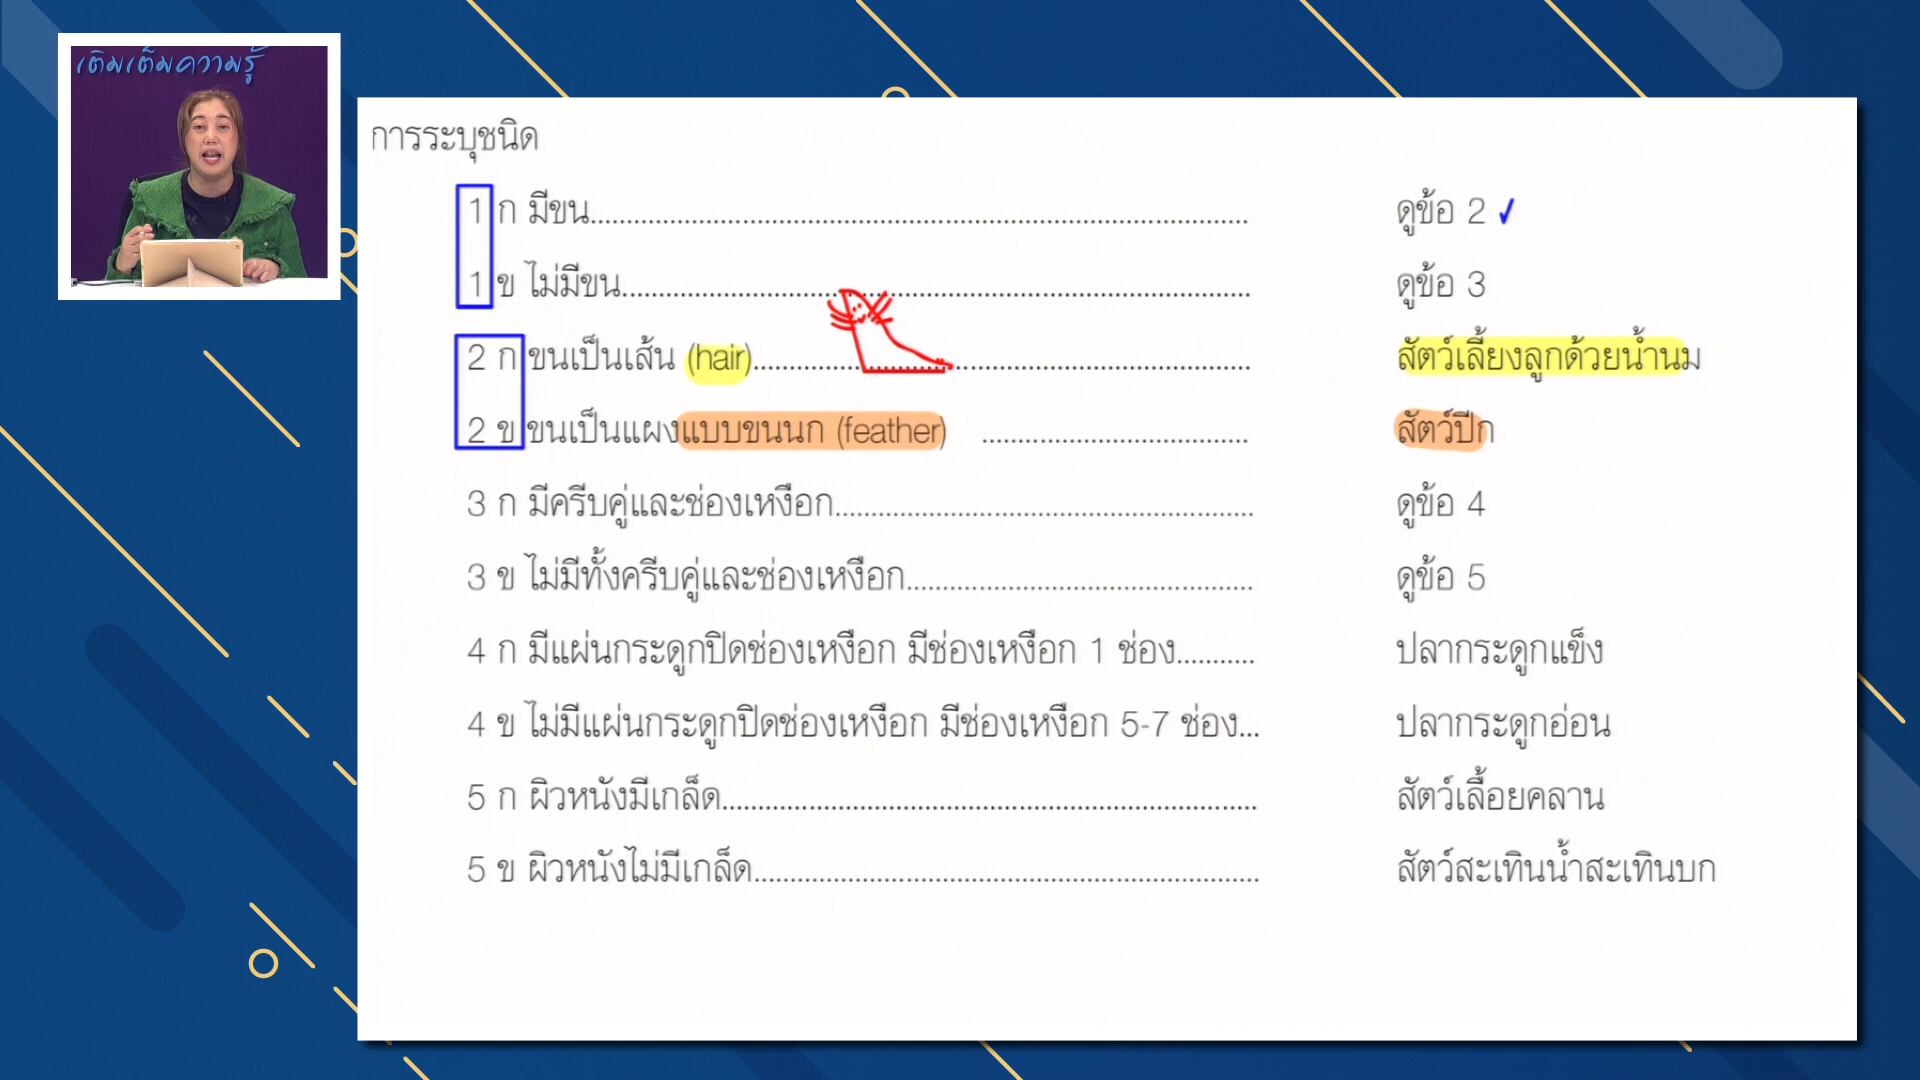 เติมเต็มความรู้
การระบุชนิด
1 ก มีขน........................................................................... ดูข้อ 2 ✓
1 ข ไม่มีขน........................................................................ ดูข้อ 3
2 ก ขนเป็นเส้น (hair)......................................................... สัตว์เลี้ยงลูกด้วยน้ำนม
2 ข ขนเป็นแผงแบบขนนก (feather) ............................... สัตว์ปีก
3 ก มีครีบคู่และช่องเหงือก................................................ ดูข้อ 4
3 ข ไม่มีทั้งครีบคู่และช่องเหงือก........................................ ดูข้อ 5
4 ก มีแผ่นกระดูกปิดช่องเหงือก มีช่องเหงือก 1 ช่อง........... ปลากระดูกแข็ง
4 ข ไม่มีแผ่นกระดูกปิดช่องเหงือก มีช่องเหงือก 5-7 ช่อง... ปลากระดูกอ่อน
5 ก ผิวหนังมีเกล็ด............................................................. สัตว์เลื้อยคลาน
5 ข ผิวหนังไม่มีเกล็ด.......................................................... สัตว์สะเทินน้ำสะเทินบก